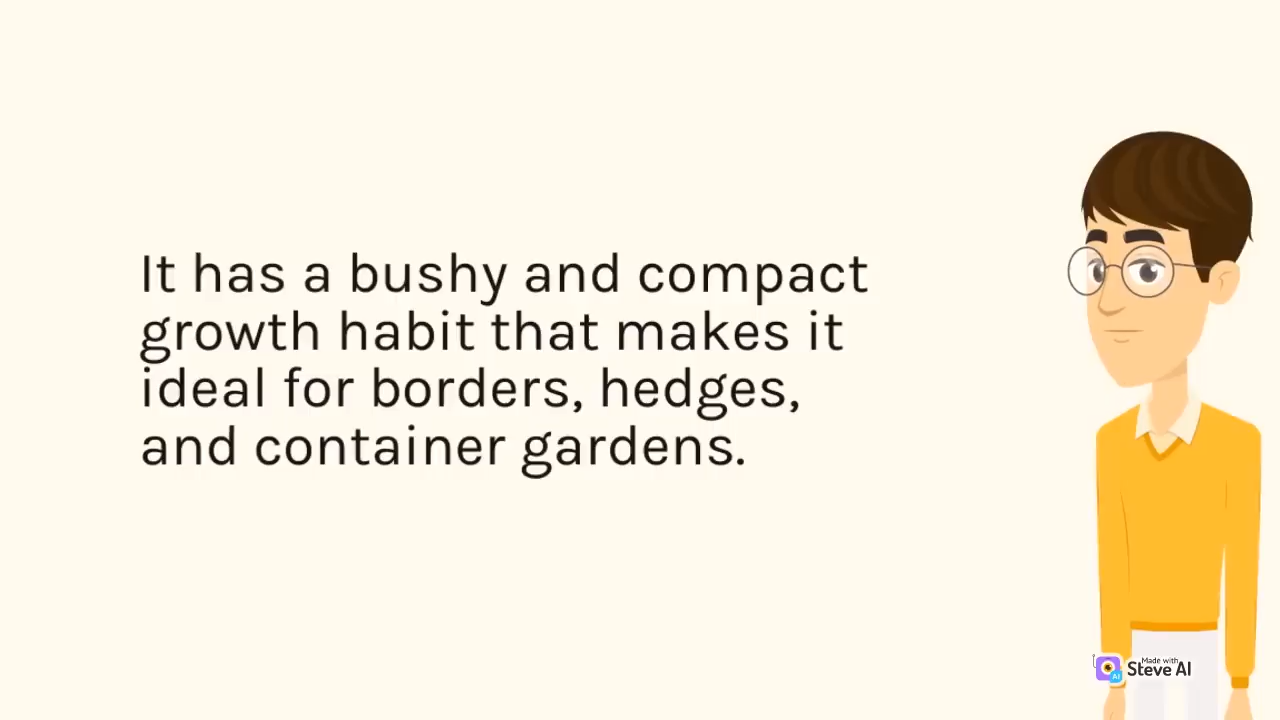 It has a bushy and compact
growth habit that makes it
ideal for borders, hedges,
and container gardens.
Made with
Steve AI
AI